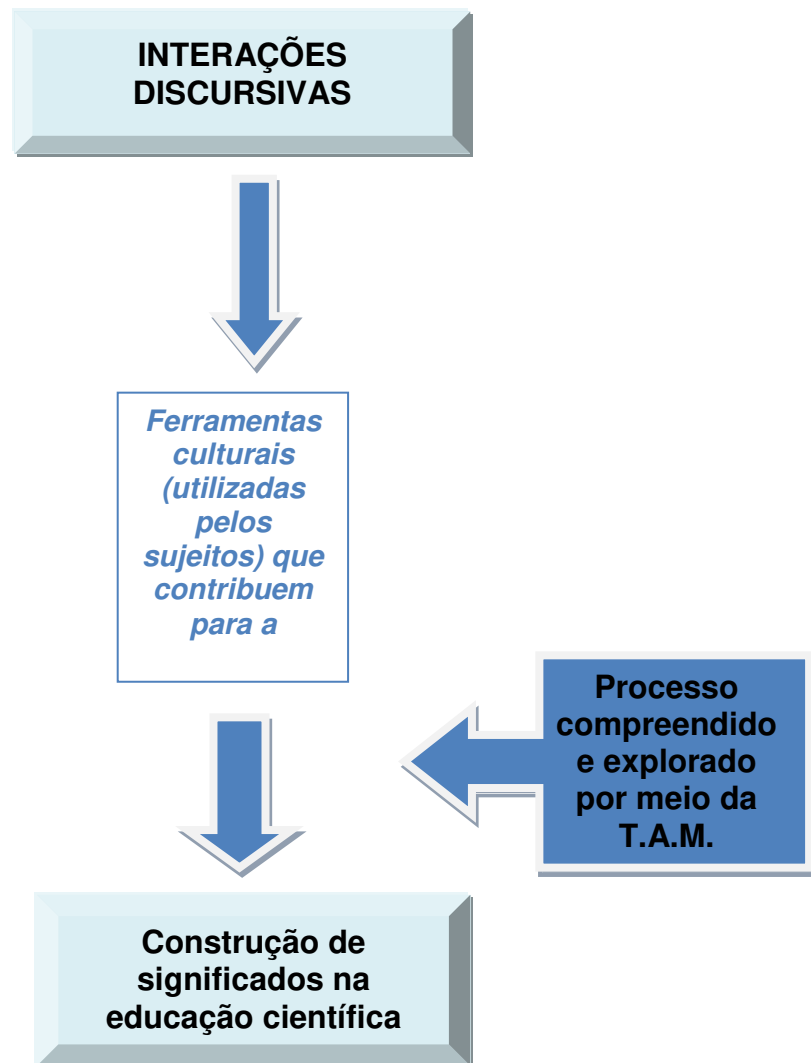 INTERAÇÕES
DISCURSIVAS
Ferramentas
culturais
(utilizadas
pelos
sujeitos) que
contribuem
para a
Processo
compreendido
e explorado
por meio da
T.A.M.
Construção de
significados na
educação científica